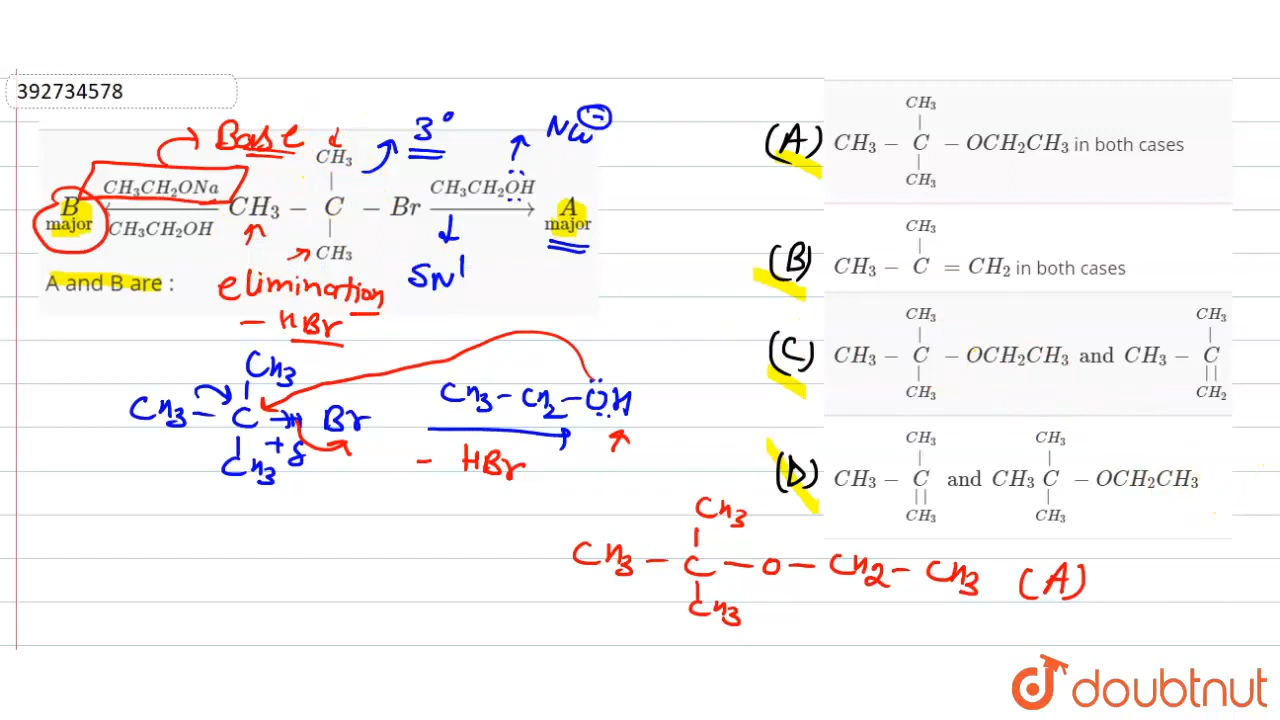 392734578
Base
3°
Nu⊖
CH₃
|
B major ←(CH₃CH₂ONa / CH₃CH₂OH) CH₃ − C − Br →(CH₃CH₂ÖH) A major
|
CH₃
SN¹
A and B are :
elimination
− HBr
CH₃
|
CH₃ − C − Br
|
CH₃
+δ
CH₃ − CH₂ − ÖH
− HBr
CH₃
|
CH₃ − C − O − CH₂ − CH₃ (A)
|
CH₃
CH₃
|
(A) CH₃ − C − OCH₂CH₃ in both cases
|
CH₃
CH₃
|
(B) CH₃ − C = CH₂ in both cases
CH₃ CH₃
| |
(C) CH₃ − C − OCH₂CH₃ and CH₃ − C
| ||
CH₃ CH₂
CH₃ CH₃
| |
(D) CH₃ − C and CH₃ C − OCH₂CH₃
|| |
CH₃ CH₃
doubtnut